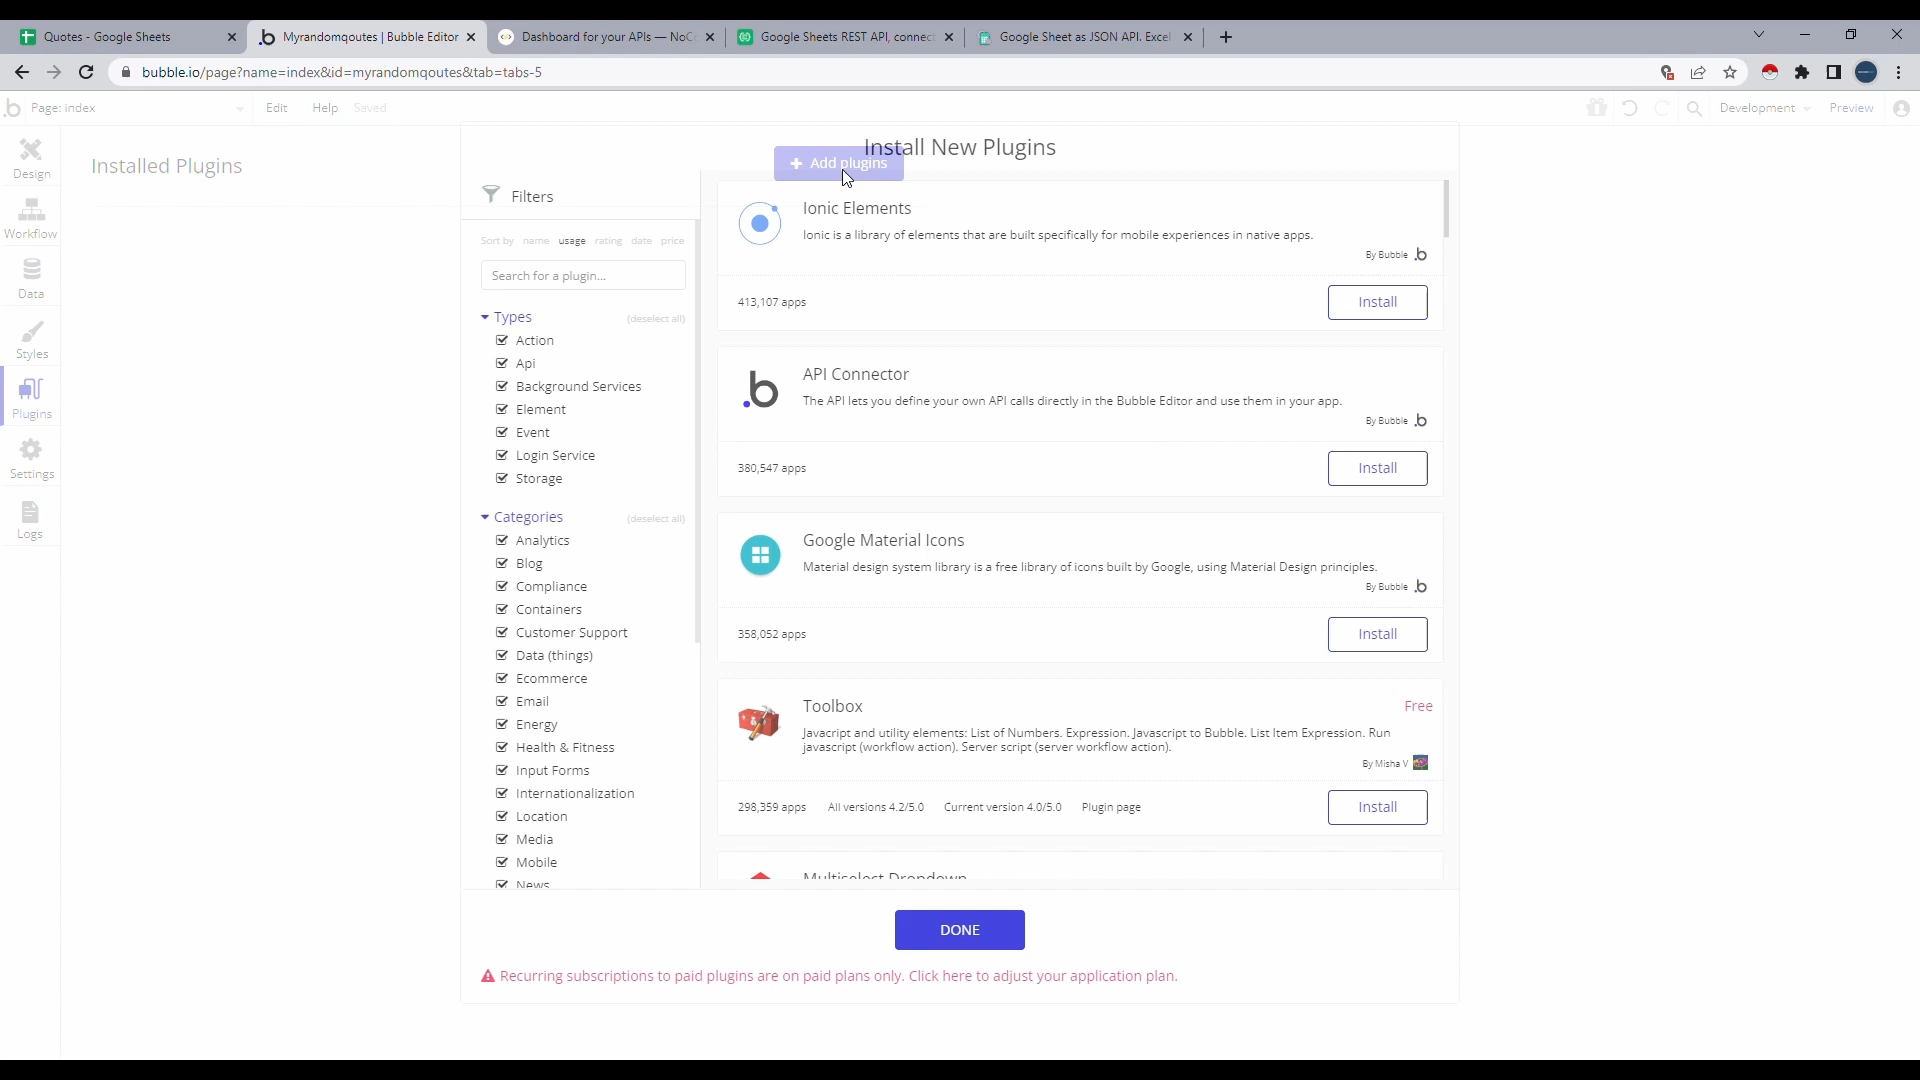 Quotes - Google Sheets
Myrandomqoutes | Bubble Editor
Dashboard for your APIs — NoC
Google Sheets REST API, connect
Google Sheet as JSON API. Excel
bubble.io/page?name=index&id=myrandomqoutes&tab=tabs-5
Page: index
Edit
Help
Saved
Development
Preview
Design
Workflow
Data
Styles
Plugins
Settings
Logs
Installed Plugins
+ Add plugins
Install New Plugins
Filters
Sort by name usage rating date price
Search for a plugin...
Types (deselect all)
Action
Api
Background Services
Element
Event
Login Service
Storage
Categories (deselect all)
Analytics
Blog
Compliance
Containers
Customer Support
Data (things)
Ecommerce
Email
Energy
Health & Fitness
Input Forms
Internationalization
Location
Media
Mobile
News
Ionic Elements
Ionic is a library of elements that are built specifically for mobile experiences in native apps.
By Bubble .b
413,107 apps
Install
API Connector
The API lets you define your own API calls directly in the Bubble Editor and use them in your app.
By Bubble .b
380,547 apps
Install
Google Material Icons
Material design system library is a free library of icons built by Google, using Material Design principles.
By Bubble .b
358,052 apps
Install
Toolbox
Free
Javacript and utility elements: List of Numbers. Expression. Javascript to Bubble. List Item Expression. Run
javascript (workflow action). Server script (server workflow action).
By Misha V
298,359 apps All versions 4.2/5.0 Current version 4.0/5.0 Plugin page
Install
Multiselect Dropdown
DONE
Recurring subscriptions to paid plugins are on paid plans only. Click here to adjust your application plan.